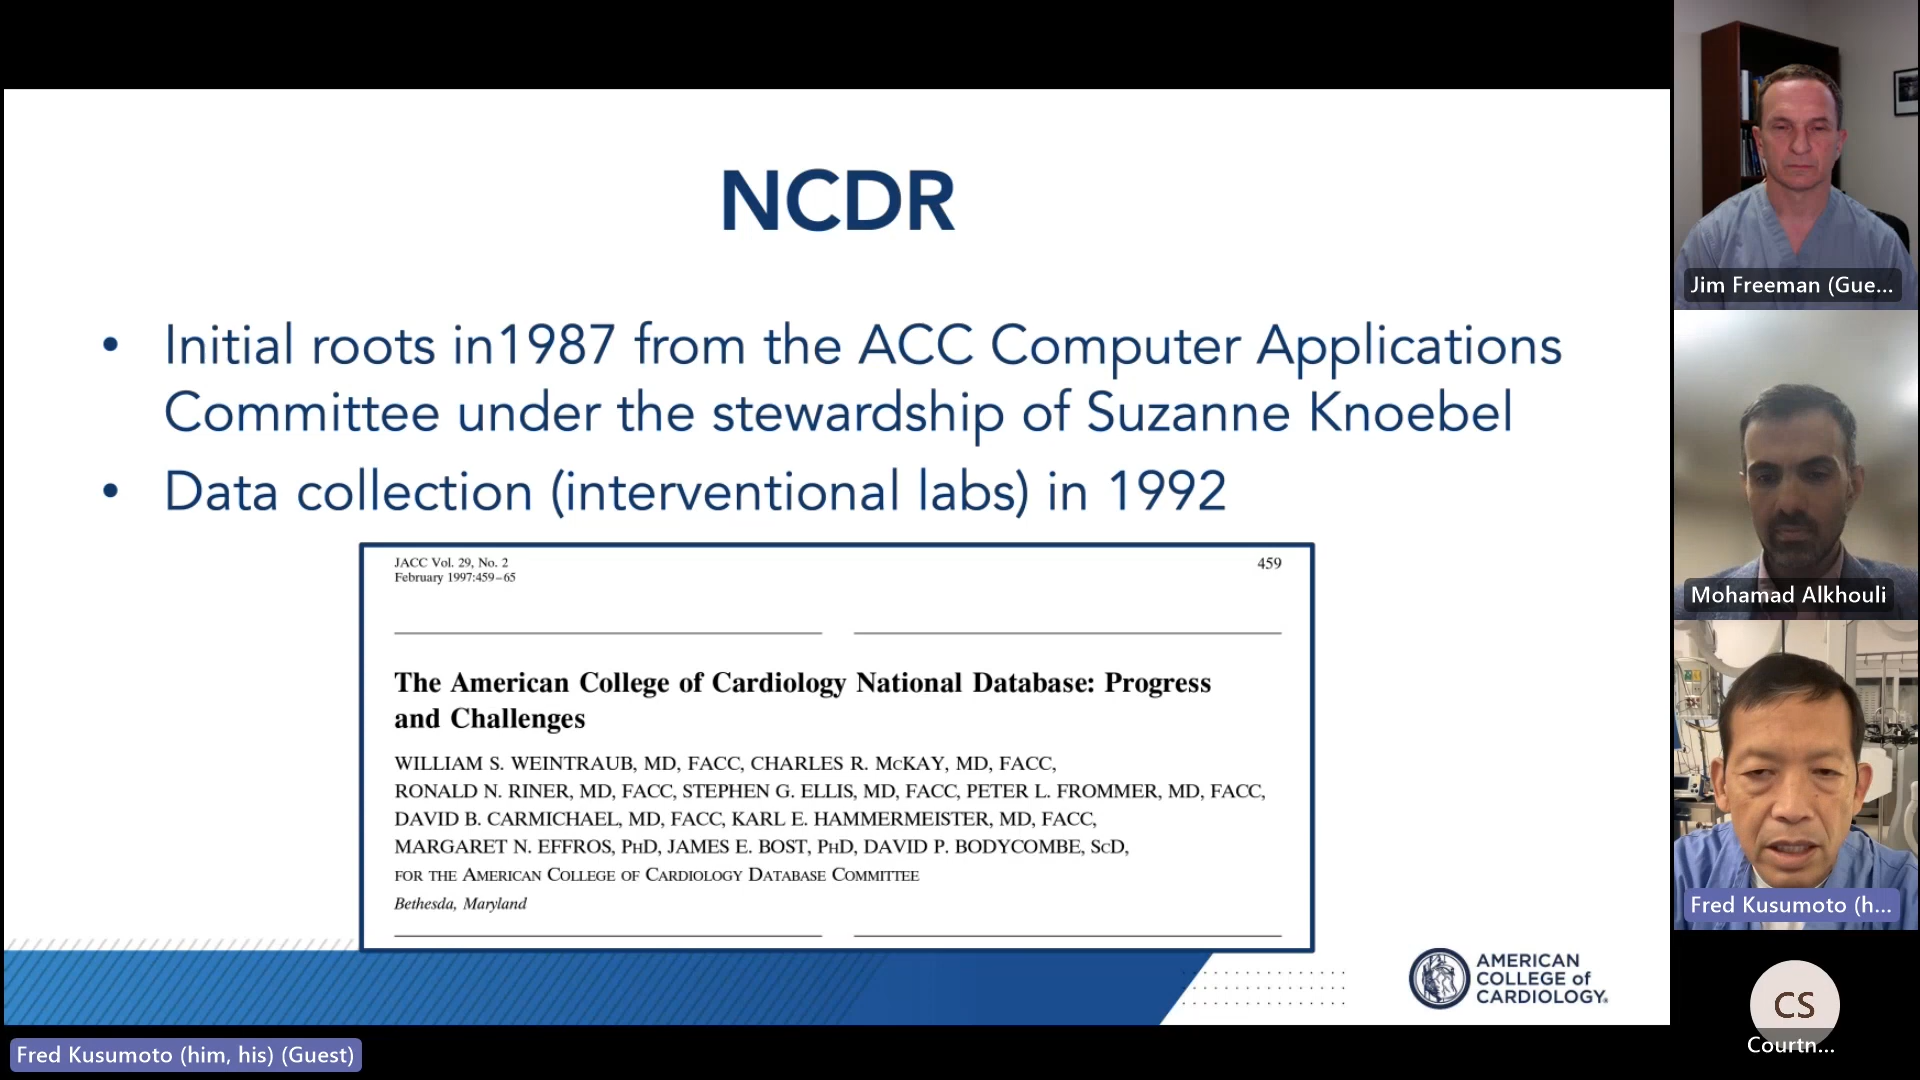 NCDR
• Initial roots in1987 from the ACC Computer Applications
Committee under the stewardship of Suzanne Knoebel
• Data collection (interventional labs) in 1992
JACC Vol. 29, No. 2
February 1997:459–65
459
The American College of Cardiology National Database: Progress
and Challenges
WILLIAM S. WEINTRAUB, MD, FACC, CHARLES R. McKAY, MD, FACC,
RONALD N. RINER, MD, FACC, STEPHEN G. ELLIS, MD, FACC, PETER L. FROMMER, MD, FACC,
DAVID B. CARMICHAEL, MD, FACC, KARL E. HAMMERMEISTER, MD, FACC,
MARGARET N. EFFROS, PhD, JAMES E. BOST, PhD, DAVID P. BODYCOMBE, ScD,
FOR THE AMERICAN COLLEGE OF CARDIOLOGY DATABASE COMMITTEE
Bethesda, Maryland
AMERICAN
COLLEGE of
CARDIOLOGY®
Fred Kusumoto (him, his) (Guest)
Jim Freeman (Gue...
Mohamad Alkhouli
Fred Kusumoto (h...
CS
Courtn...